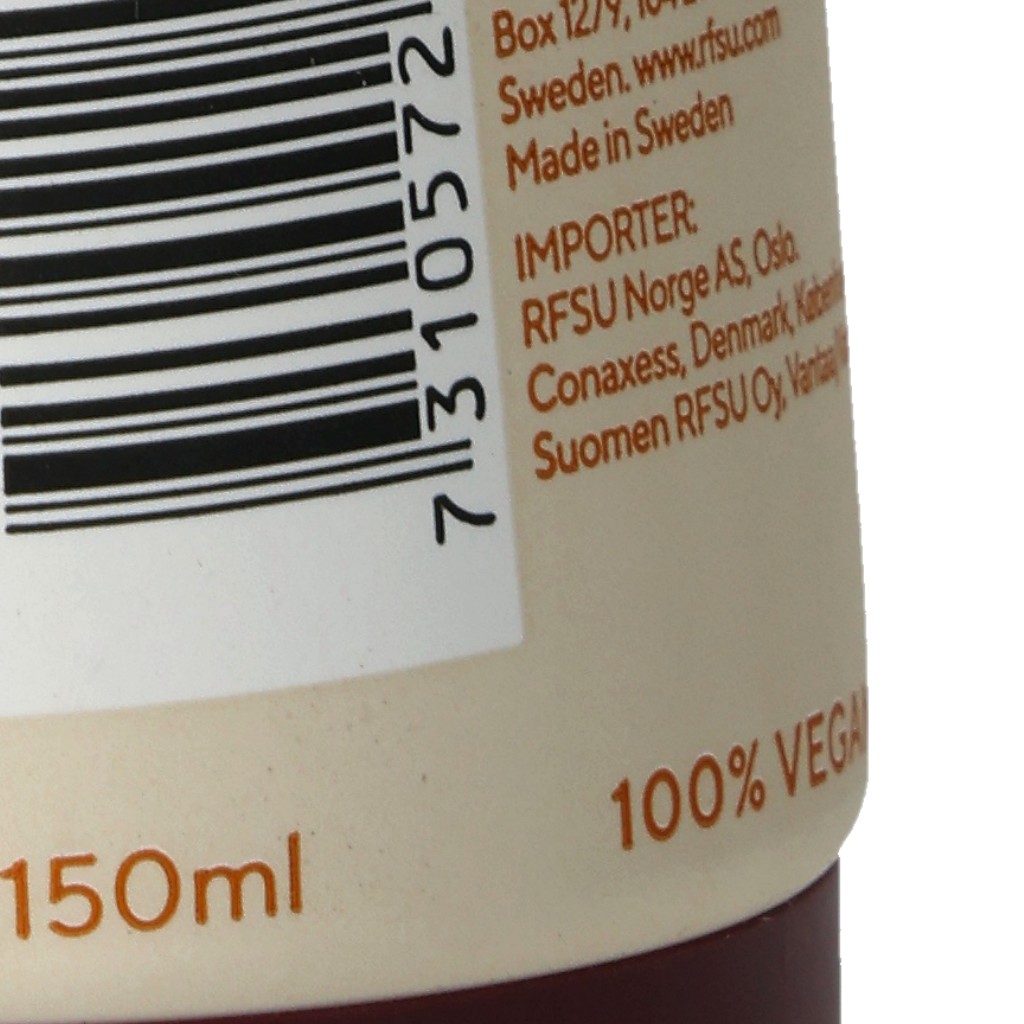 Box 1279,
Sweden. www.rfsu.com
Made in Sweden
IMPORTER:
RFSU Norge AS, Oslo.
Conaxess, Denmark,
Suomen RFSU Oy,
7 310572
100% VEGA
150ml